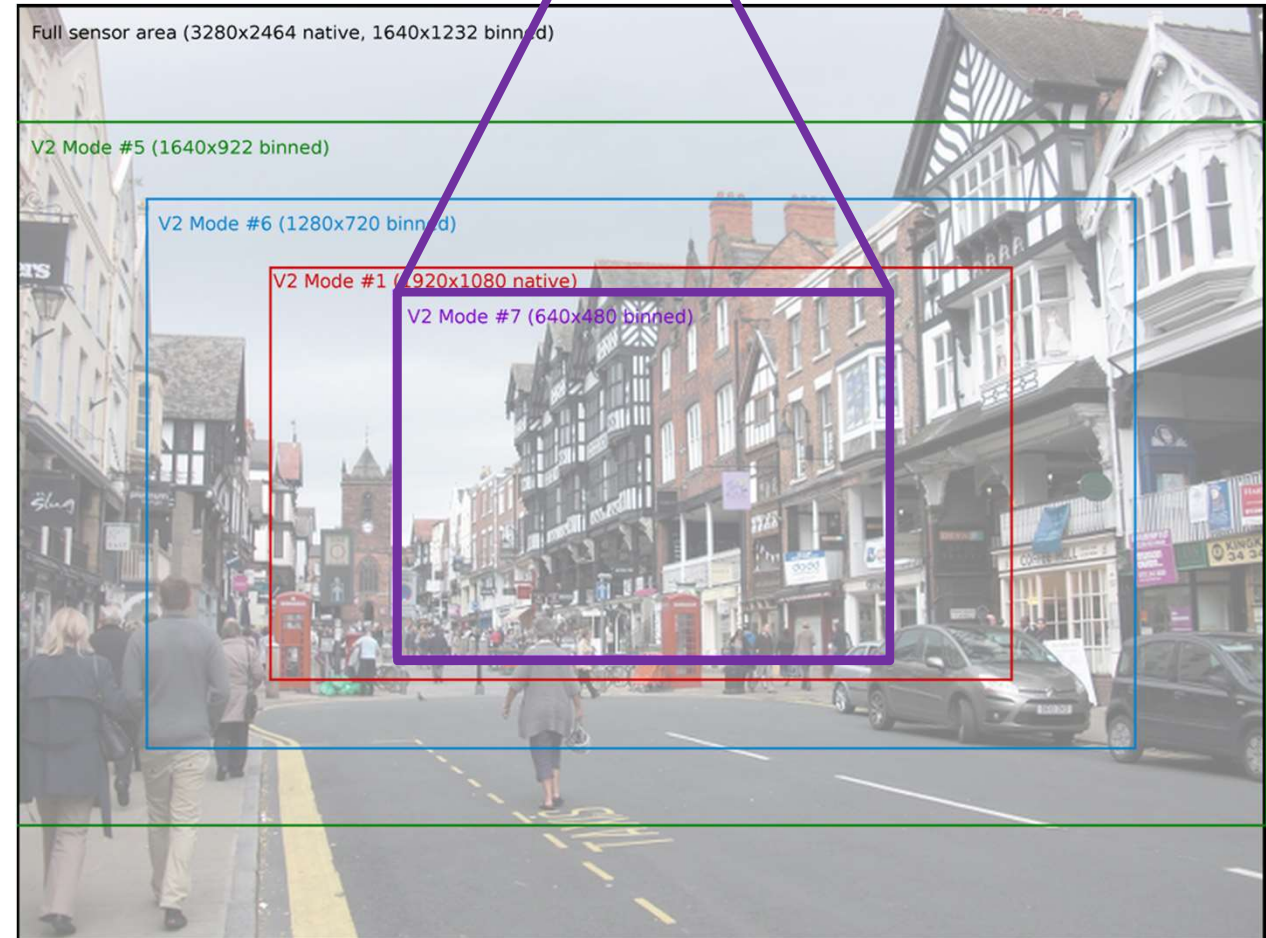 Full sensor area (3280x2464 native, 1640x1232 binned)
V2 Mode #5 (1640x922 binned)
V2 Mode #6 (1280x720 binned)
ers
V2 Mode #1 (1920x1080 native)
V2 Mode #7 (640x480 binned)